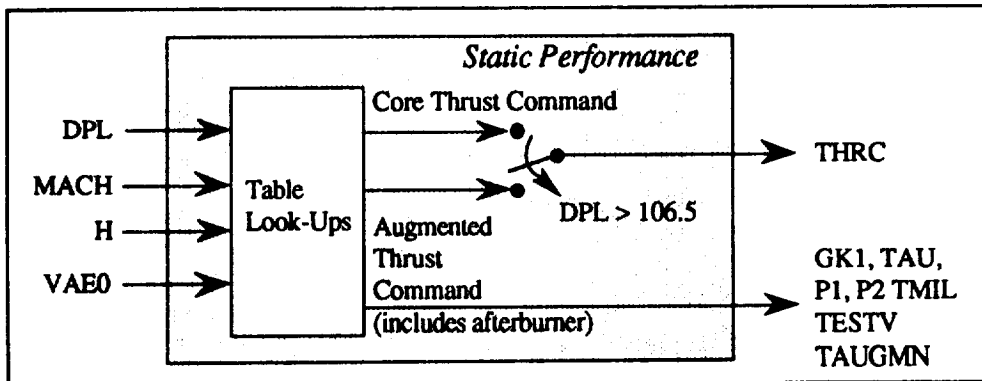 Static Performance
DPL
MACH
H
VAE0
Table
Look-Ups
Core Thrust Command
DPL > 106.5
Augmented
Thrust
Command
(includes afterburner)
THRC
GK1, TAU,
P1, P2 TMIL
TESTV
TAUGMN